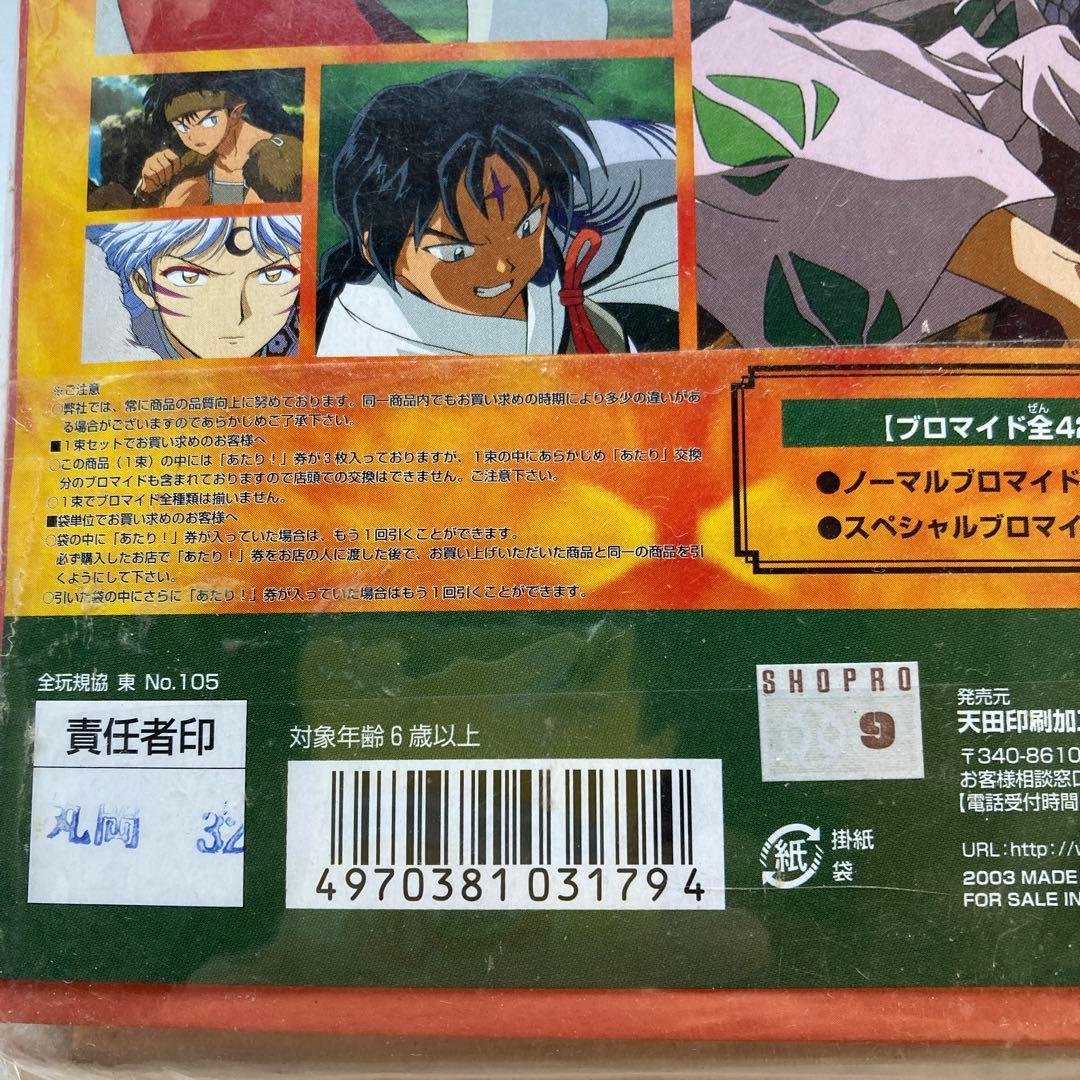 ※ご注意
○弊社では、常に商品の品質向上に努めております。同一商品内でもお買い求めの時期により多少の違いがあ
る場合がございますのであらかじめご了承下さい。
■1束セットでお買い求めのお客様へ
○この商品（1束）の中には「あたり！」券が3枚入っておりますが、1束の中にあらかじめ「あたり」交換
分のブロマイドも含まれておりますので店頭での交換はできません。ご注意下さい。
○1束でブロマイド全種類は揃いません。
■袋単位でお買い求めのお客様へ
○袋の中に「あたり！」券が入っていた場合は、もう1回引くことができます。
必ず購入したお店で「あたり！」券をお店の人に渡した後で、お買い上げいただいた商品と同一の商品を引
くようにして下さい。
○引いた袋の中にさらに「あたり！」券が入っていた場合はもう1回引くことができます。
ぜん
【ブロマイド全42
●ノーマルブロマイド
●スペシャルブロマイ
全玩規協 東 No.105
責任者印
32
対象年齢6歳以上
4970381031794
SHOPRO
9
紙
掛紙
袋
発売元
天田印刷加
〒340-8610
お客様相談窓口
【電話受付時間
URL:http://
2003 MADE
FOR SALE IN